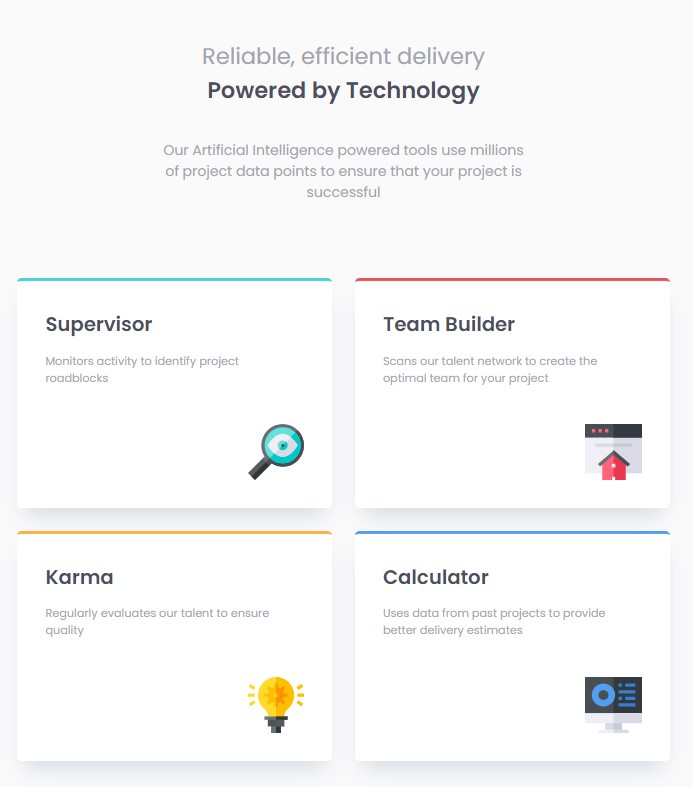 Reliable, efficient delivery
Powered by Technology
Our Artificial Intelligence powered tools use millions
of project data points to ensure that your project is
successful
Supervisor
Monitors activity to identify project
roadblocks
Team Builder
Scans our talent network to create the
optimal team for your project
Karma
Regularly evaluates our talent to ensure
quality
Calculator
Uses data from past projects to provide
better delivery estimates